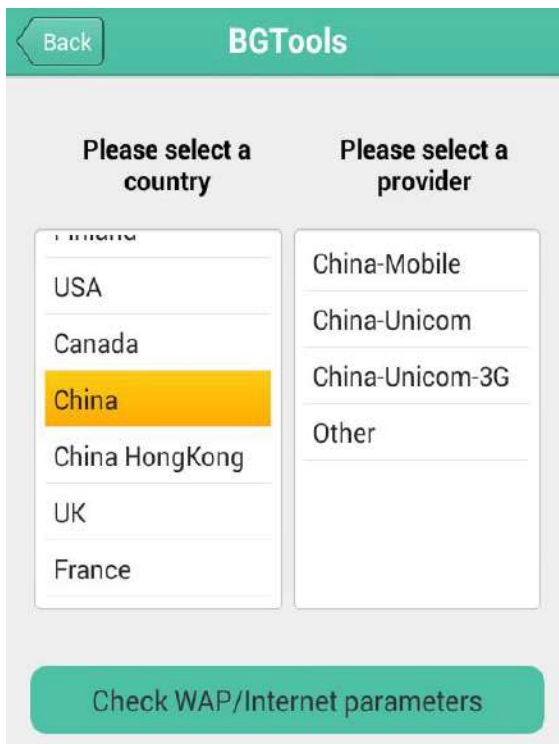 Back
BGTools
Please select a
country
Please select a
provider
Finland
USA
Canada
China
China HongKong
UK
France
China-Mobile
China-Unicom
China-Unicom-3G
Other
Check WAP/Internet parameters